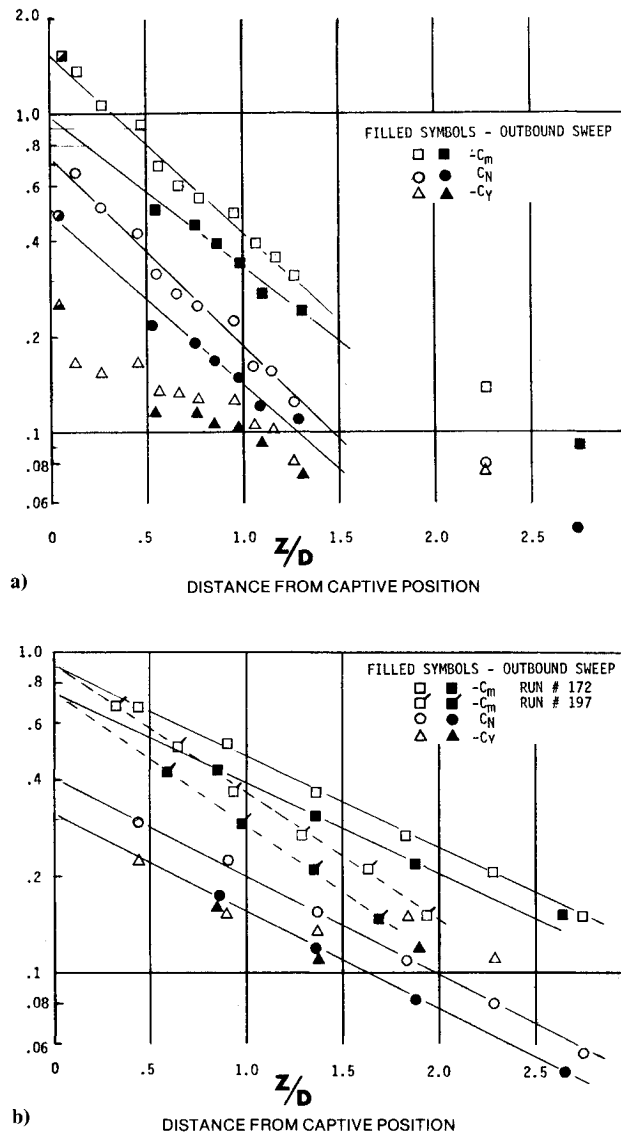 2.0
1.0
.8
.6
.4
.2
.1
.08
.06
FILLED SYMBOLS - OUTBOUND SWEEP
-Cm
CN
-CY
0 .5 1.0 1.5 2.0 2.5
Z/D
a) DISTANCE FROM CAPTIVE POSITION
1.0
.8
.6
.4
.2
.1
.08
.06
FILLED SYMBOLS - OUTBOUND SWEEP
-Cm RUN # 172
-Cm RUN # 197
CN
-CY
0 .5 1.0 1.5 2.0 2.5
Z/D
b) DISTANCE FROM CAPTIVE POSITION